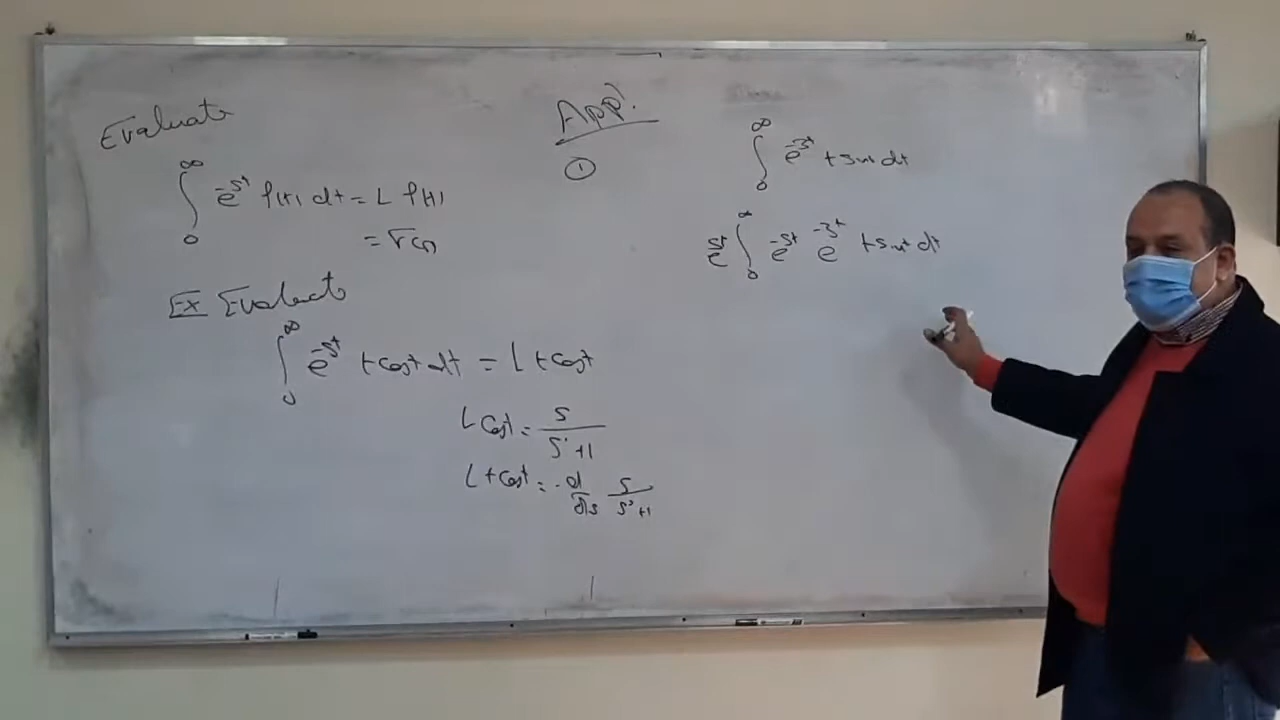 Evaluate
∫₀^∞ e^{-st} f(t) dt = L f(t)
= F(s)
Ex Evaluate
∫₀^∞ e^{-st} t cos t dt = L t cos t
L cos t = s / (s² + 1)
L t cos t = - d/ds s / (s² + 1)
App.
①
∫₀^∞ e^{-3t} t sin t dt
e^{st} ∫₀^∞ e^{-st} e^{-3t} t sin t dt